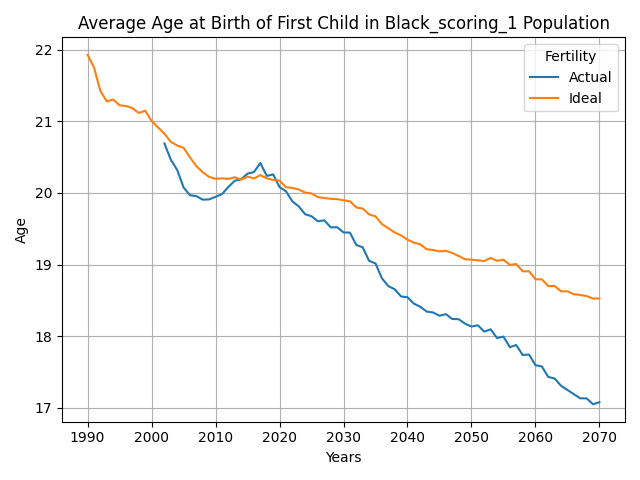 Average Age at Birth of First Child in Black_scoring_1 Population
Fertility
Actual
Ideal
Age
22
21
20
19
18
17
1990 2000 2010 2020 2030 2040 2050 2060 2070
Years